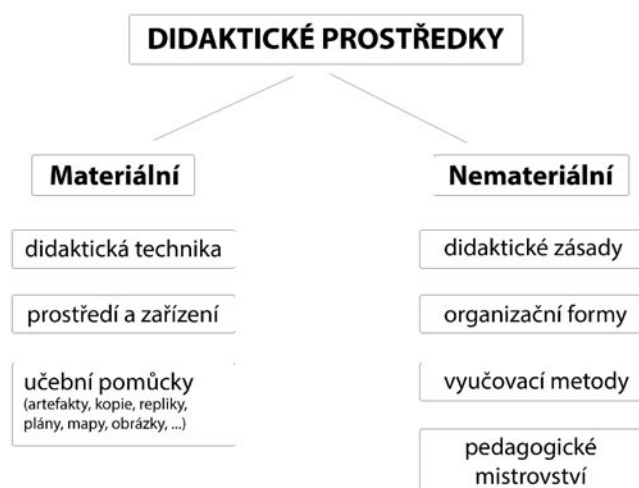 DIDAKTICKÉ PROSTŘEDKY
Materiální
didaktická technika
prostředí a zařízení
učební pomůcky
(artefakty, kopie, repliky,
plány, mapy, obrázky, ...)
Nemateriální
didaktické zásady
organizační formy
vyučovací metody
pedagogické
mistrovství